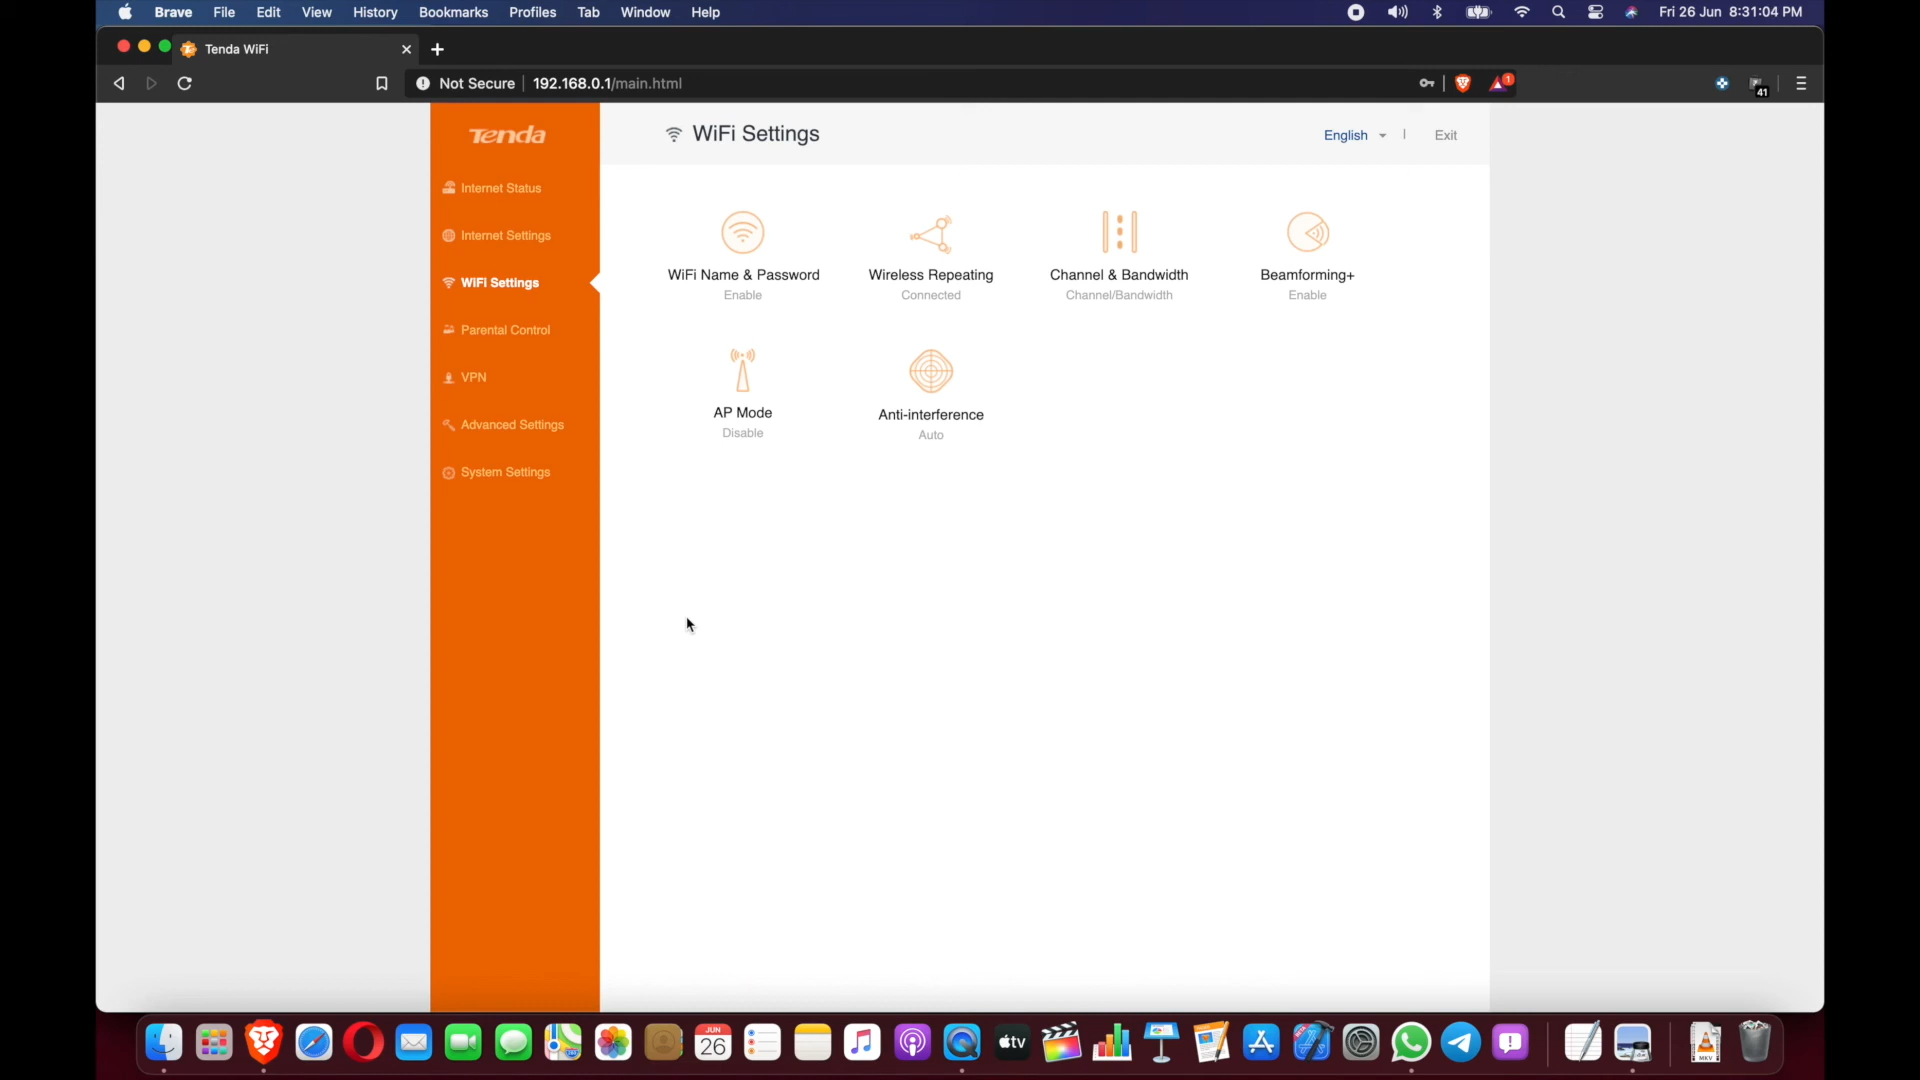 Brave File Edit View History Bookmarks Profiles Tab Window Help Fri 26 Jun 8:31:04 PM
Tenda WiFi
Not Secure 192.168.0.1/main.html 1 41
Tenda
WiFi Settings
English | Exit
Internet Status
Internet Settings
WiFi Settings
Parental Control
VPN
Advanced Settings
System Settings
WiFi Name & Password
Enable
Wireless Repeating
Connected
Channel & Bandwidth
Channel/Bandwidth
Beamforming+
Enable
AP Mode
Disable
Anti-interference
Auto
JUN
26
tv
MKV